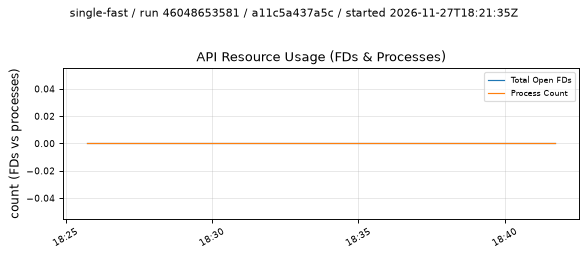 single-fast / run 46048653581 / a11c5a437a5c / started 2026-11-27T18:21:35Z
API Resource Usage (FDs & Processes)
Total Open FDs
Process Count
count (FDs vs processes)
0.04
0.02
0.00
−0.02
−0.04
18:25
18:30
18:35
18:40